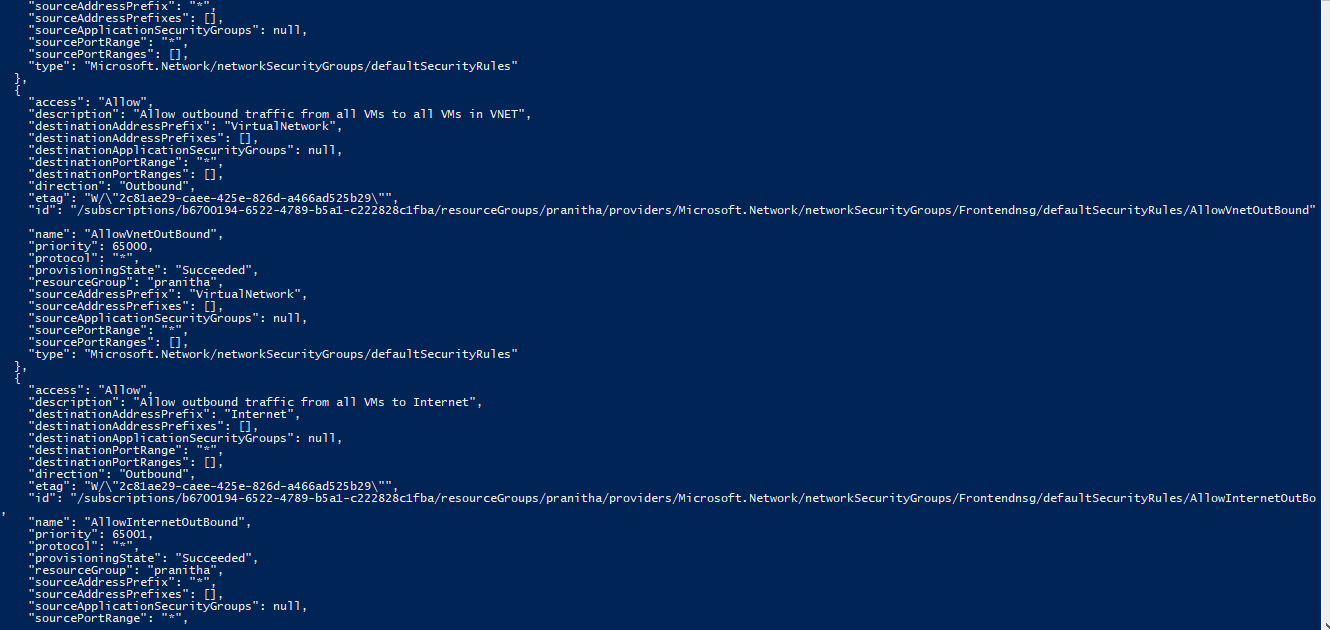 "sourceAddressPrefix": "*",
"sourceAddressPrefixes": [],
"sourceApplicationSecurityGroups": null,
"sourcePortRange": "*",
"sourcePortRanges": [],
"type": "Microsoft.Network/networkSecurityGroups/defaultSecurityRules"
},
{
"access": "Allow",
"description": "Allow outbound traffic from all VMs to all VMs in VNET",
"destinationAddressPrefix": "VirtualNetwork",
"destinationAddressPrefixes": [],
"destinationApplicationSecurityGroups": null,
"destinationPortRange": "*",
"destinationPortRanges": [],
"direction": "Outbound",
"etag": "W/\"2c81ae29-caee-425e-826d-a466ad525b29\"",
"id": "/subscriptions/b6700194-6522-4789-b5a1-c222828c1fba/resourceGroups/pranitha/providers/Microsoft.Network/networkSecurityGroups/Frontendnsg/defaultSecurityRules/AllowVnetOutBound"
"name": "AllowVnetOutBound",
"priority": 65000,
"protocol": "*",
"provisioningState": "Succeeded",
"resourceGroup": "pranitha",
"sourceAddressPrefix": "VirtualNetwork",
"sourceAddressPrefixes": [],
"sourceApplicationSecurityGroups": null,
"sourcePortRange": "*",
"sourcePortRanges": [],
"type": "Microsoft.Network/networkSecurityGroups/defaultSecurityRules"
},
{
"access": "Allow",
"description": "Allow outbound traffic from all VMs to Internet",
"destinationAddressPrefix": "Internet",
"destinationAddressPrefixes": [],
"destinationApplicationSecurityGroups": null,
"destinationPortRange": "*",
"destinationPortRanges": [],
"direction": "Outbound",
"etag": "W/\"2c81ae29-caee-425e-826d-a466ad525b29\"",
"id": "/subscriptions/b6700194-6522-4789-b5a1-c222828c1fba/resourceGroups/pranitha/providers/Microsoft.Network/networkSecurityGroups/Frontendnsg/defaultSecurityRules/AllowInternetOutBo
,
"name": "AllowInternetOutBound",
"priority": 65001,
"protocol": "*",
"provisioningState": "Succeeded",
"resourceGroup": "pranitha",
"sourceAddressPrefix": "*",
"sourceAddressPrefixes": [],
"sourceApplicationSecurityGroups": null,
"sourcePortRange": "*",